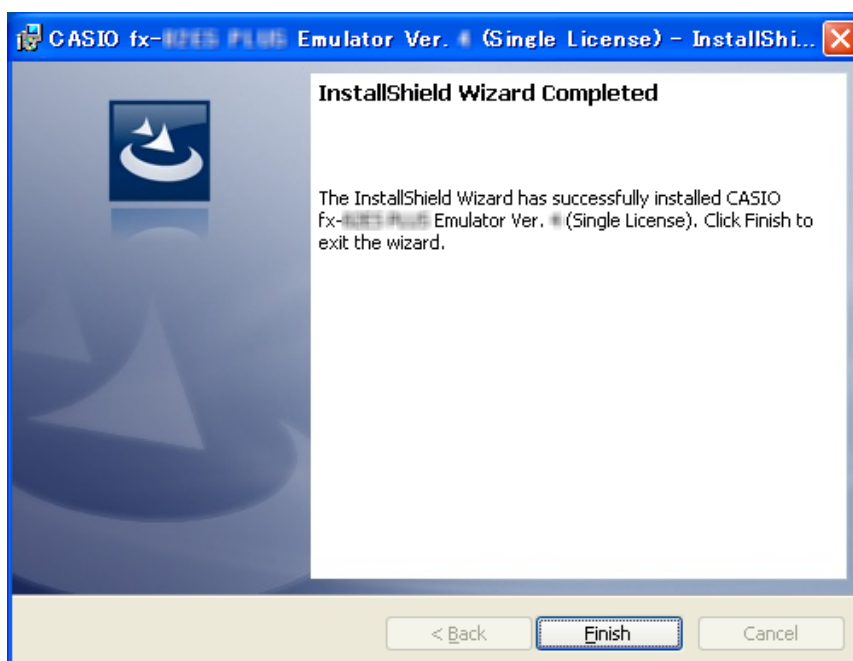 CASIO fx- Emulator Ver. (Single License) - InstallShi...
InstallShield Wizard Completed
The InstallShield Wizard has successfully installed CASIO
fx- Emulator Ver. (Single License). Click Finish to
exit the wizard.
< Back
Finish
Cancel